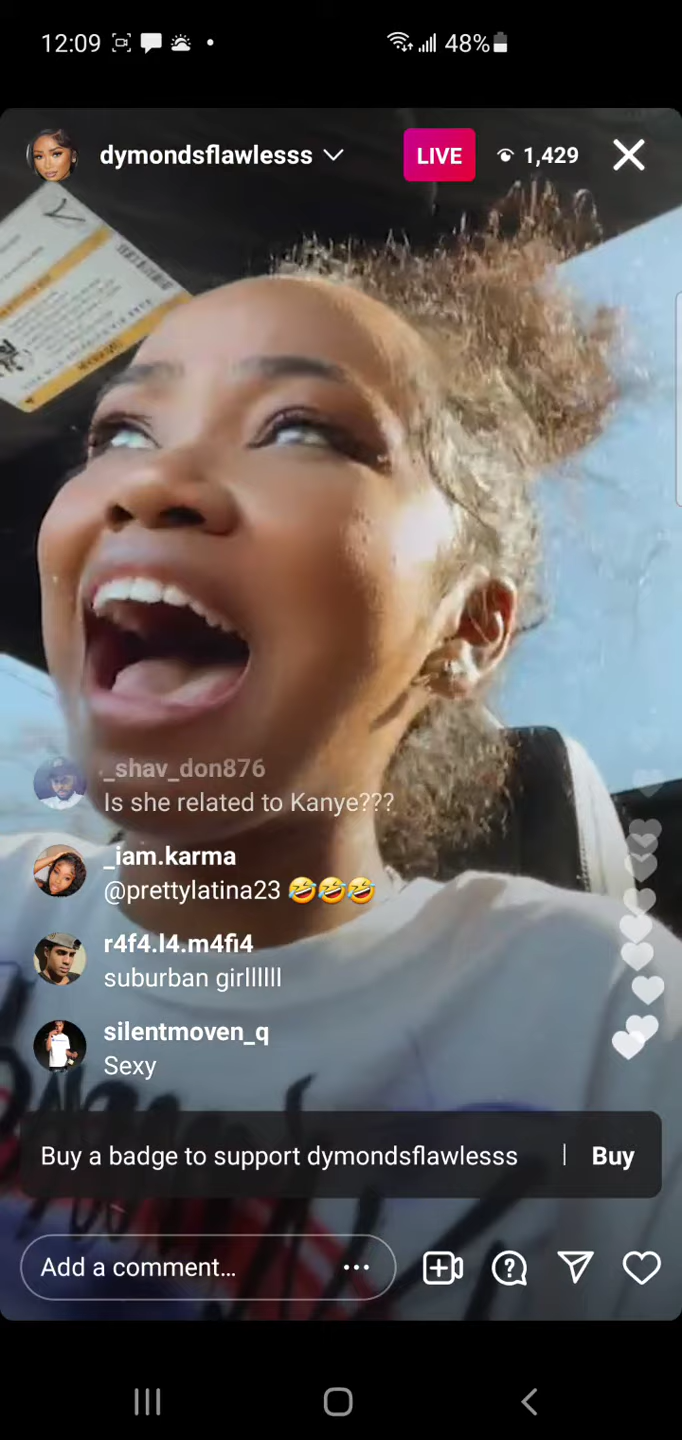 12:09
48%
dymondsflawlesss
LIVE
1,429
_shav_don876
Is she related to Kanye???
_iam.karma
@prettylatina23 🤣🤣🤣
r4f4.l4.m4fi4
suburban girllllll
silentmoven_q
Sexy
Buy a badge to support dymondsflawlesss | Buy
Add a comment...